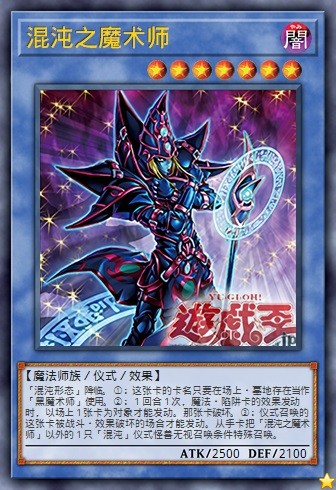 混沌之魔术师
闇
YU-GI-OH!
遊戯王
【魔法师族／仪式／效果】
「混沌形态」降临。①：这张卡的卡名只要在场上·墓地存在当作
「黑魔术师」使用。②：1回合1次，魔法·陷阱卡的效果发动
时，以场上1张卡为对象才能发动。那张卡破坏。③：仪式召唤的
这张卡被战斗·效果破坏的场合才能发动。从手卡把「混沌之魔术
师」以外的1只「混沌」仪式怪兽无视召唤条件特殊召唤。
ATK/2500 DEF/2100